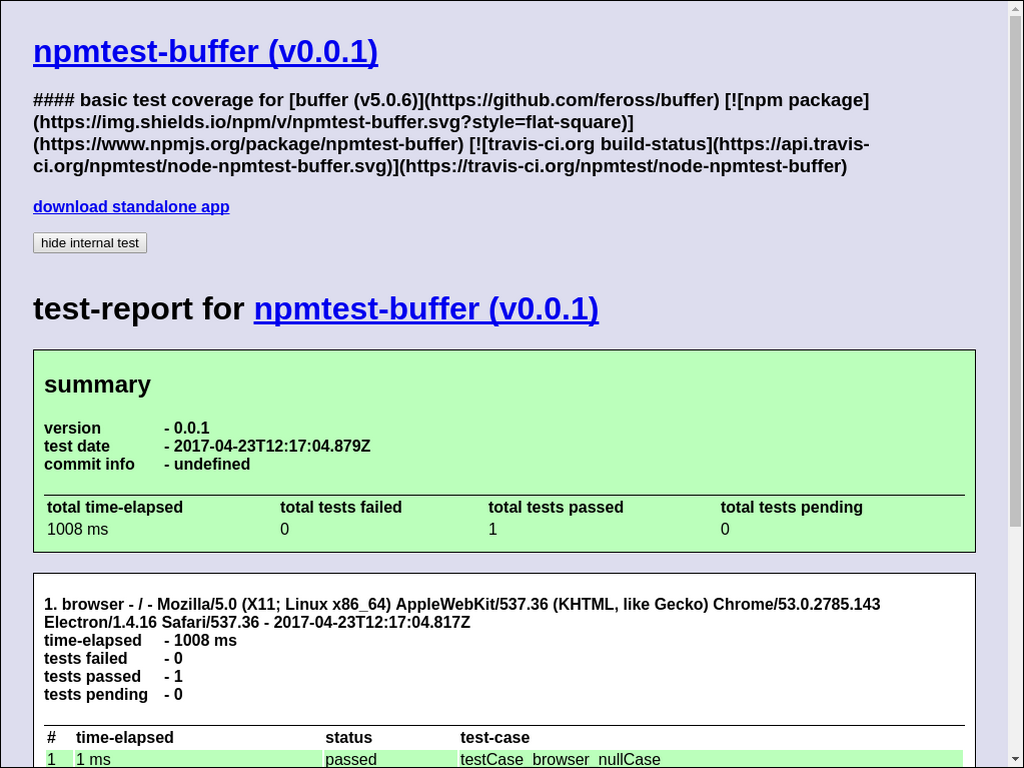 npmtest-buffer (v0.0.1)
#### basic test coverage for [buffer (v5.0.6)](https://github.com/feross/buffer) [![npm package]
(https://img.shields.io/npm/v/npmtest-buffer.svg?style=flat-square)]
(https://www.npmjs.org/package/npmtest-buffer) [![travis-ci.org build-status](https://api.travis-
ci.org/npmtest/node-npmtest-buffer.svg)](https://travis-ci.org/npmtest/node-npmtest-buffer)
download standalone app
hide internal test
test-report for npmtest-buffer (v0.0.1)
summary
version - 0.0.1
test date - 2017-04-23T12:17:04.879Z
commit info - undefined
total time-elapsed total tests failed total tests passed total tests pending
1008 ms 0 1 0
1. browser - / - Mozilla/5.0 (X11; Linux x86_64) AppleWebKit/537.36 (KHTML, like Gecko) Chrome/53.0.2785.143
Electron/1.4.16 Safari/537.36 - 2017-04-23T12:17:04.817Z
time-elapsed - 1008 ms
tests failed - 0
tests passed - 1
tests pending - 0
# time-elapsed status test-case
1 1 ms passed testCase_browser_nullCase